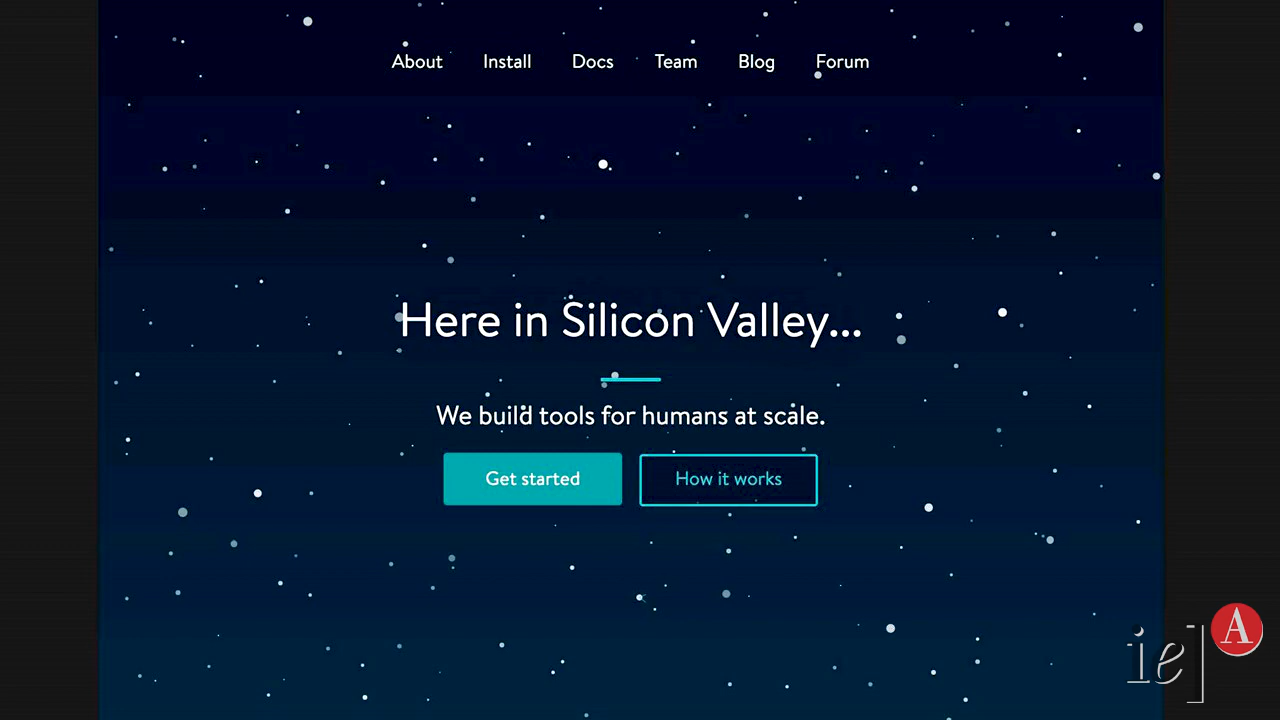 About Install Docs Team Blog Forum
Here in Silicon Valley...
We build tools for humans at scale.
Get started How it works
ie]
A